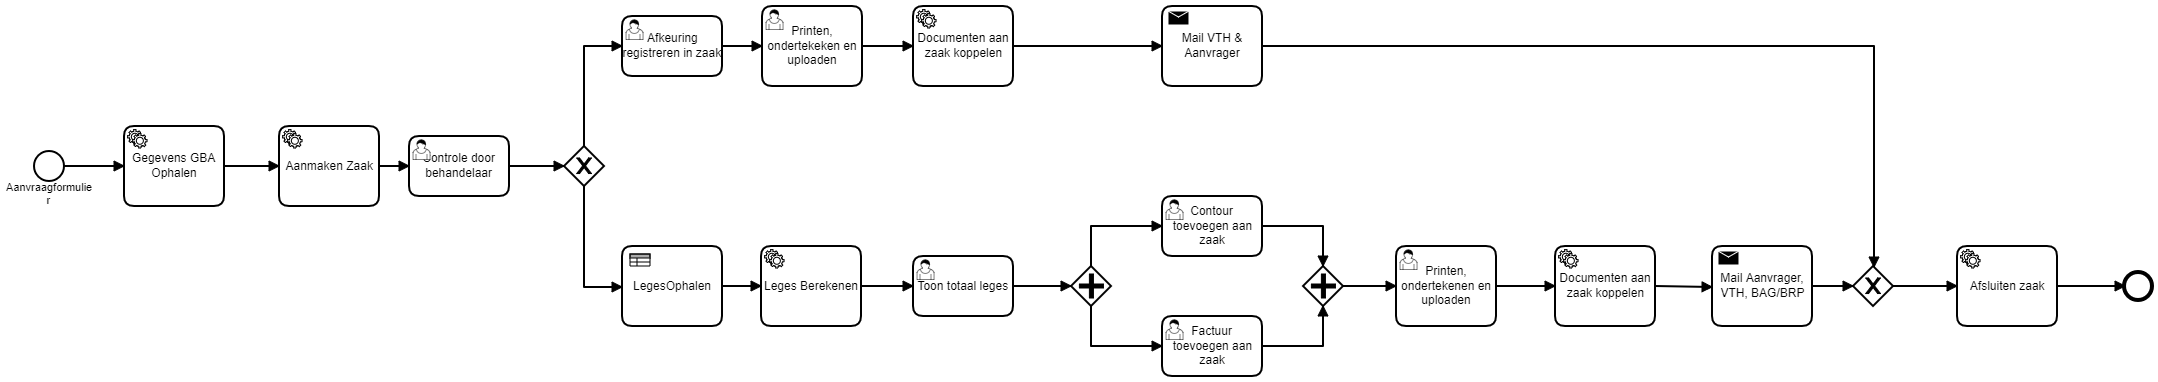 Aanvraagformulie
r
Gegevens GBA
Ophalen
Aanmaken Zaak
Controle door
behandelaar
X
Afkeuring
registreren in zaak
Printen,
ondertekeken en
uploaden
Documenten aan
zaak koppelen
Mail VTH &
Aanvrager
LegesOphalen
Leges Berekenen
Toon totaal leges
Contour
toevoegen aan
zaak
Factuur
toevoegen aan
zaak
Printen,
ondertekenen en
uploaden
Documenten aan
zaak koppelen
Mail Aanvrager,
VTH, BAG/BRP
X
Afsluiten zaak